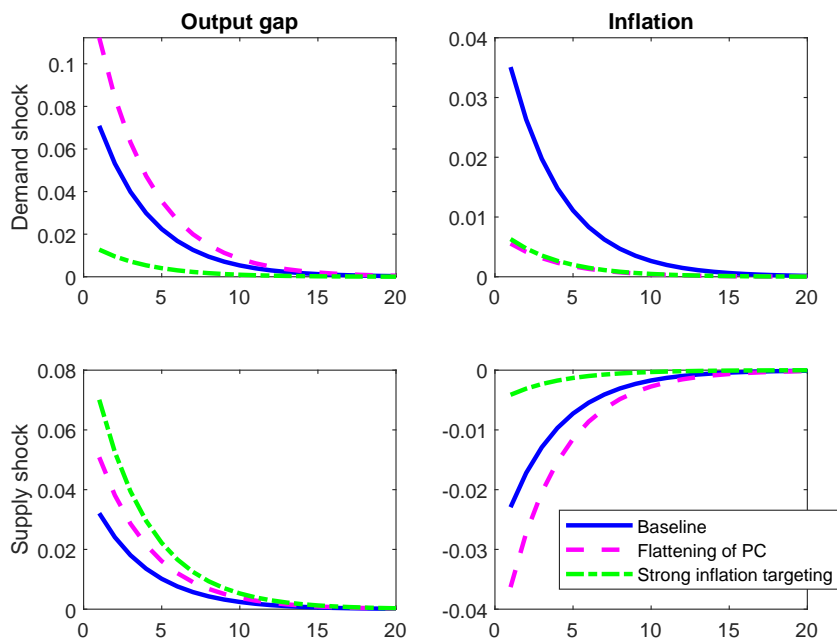 Output gap
Inflation
Demand shock
0.1
0.08
0.06
0.04
0.02
0
0 5 10 15 20
0.04
0.03
0.02
0.01
0
0 5 10 15 20
Supply shock
0.08
0.06
0.04
0.02
0
0 5 10 15 20
0
-0.01
-0.02
-0.03
-0.04
0 5 10 15 20
Baseline
Flattening of PC
Strong inflation targeting